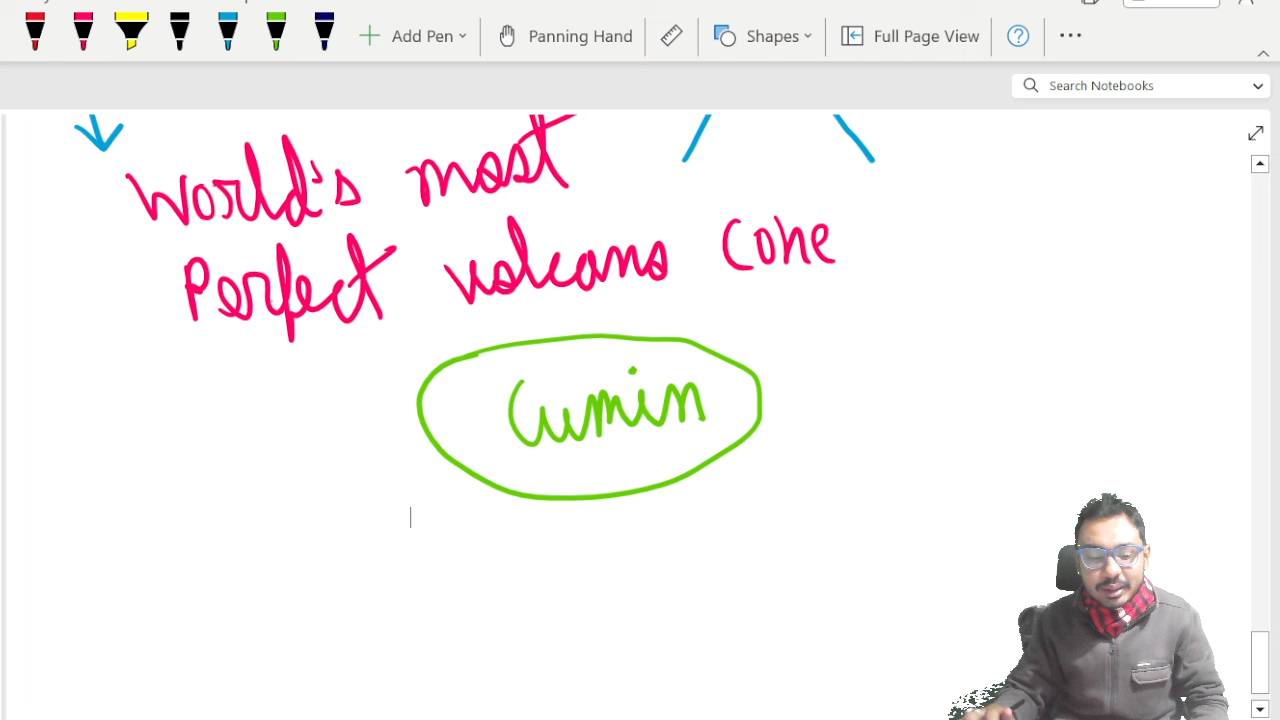 Add Pen
Panning Hand
Shapes
Full Page View
?
Search Notebooks
World's most
Perfect volcano Cone
Cumin